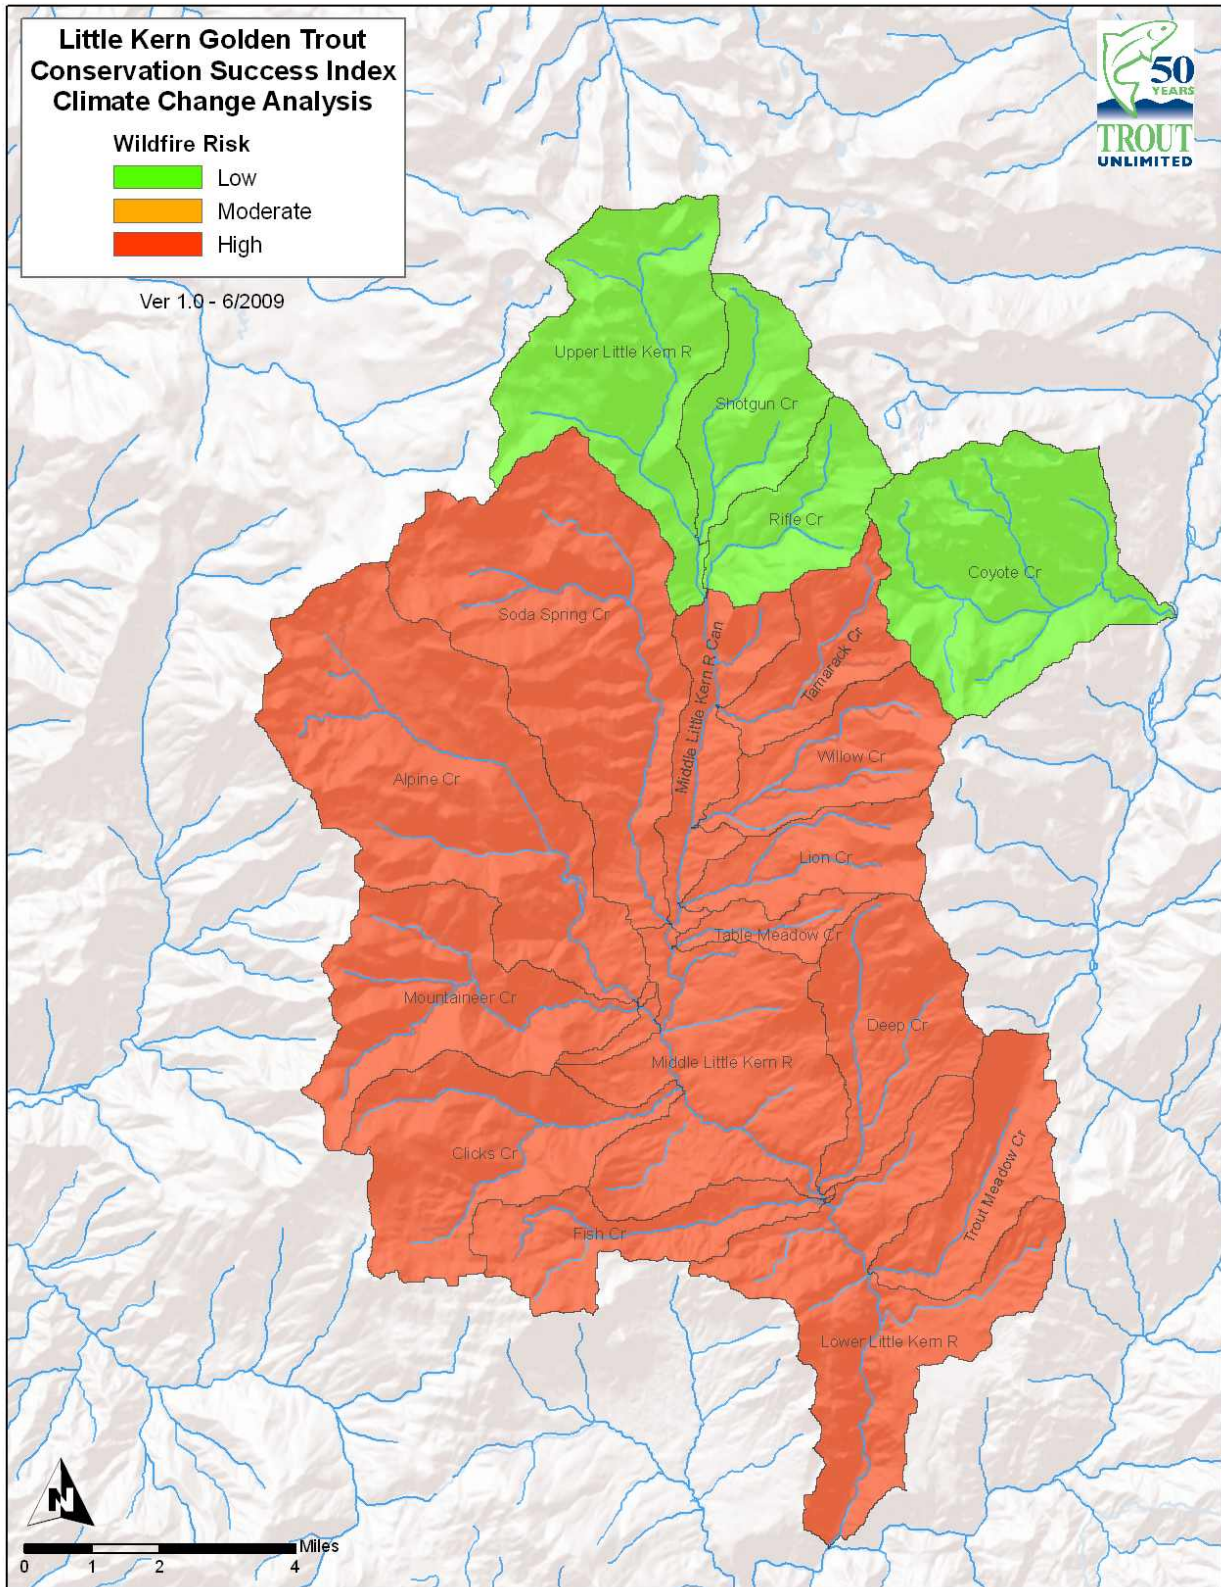 Little Kern Golden Trout
Conservation Success Index
Climate Change Analysis
Wildfire Risk
Low
Moderate
High
Ver 1.0 - 6/2009
50
YEARS
TROUT
UNLIMITED
Upper Little Kern R
Shotgun Cr
Rifle Cr
Coyote Cr
Soda Spring Cr
Middle Little Kern R Can
Tamarack Cr
Willow Cr
Alpine Cr
Lion Cr
Table Meadow Cr
Mountaineer Cr
Deep Cr
Middle Little Kern R
Clicks Cr
Trout Meadow Cr
Fish Cr
Lower Little Kern R
N
Miles
0 1 2 4